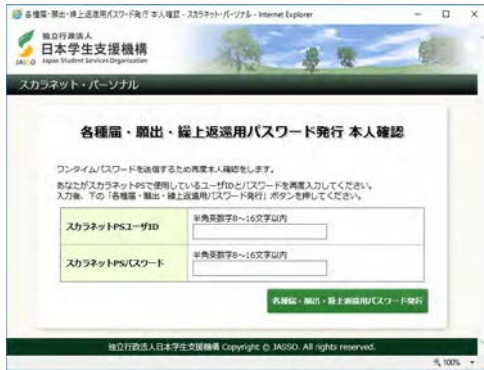 各種届・願出・繰上返還用パスワード発行 本人確認 - スカラネット・パーソナル - Internet Explorer
独立行政法人
日本学生支援機構
JASSO Japan Student Services Organization
スカラネット・パーソナル
各種届・願出・繰上返還用パスワード発行 本人確認
ワンタイムパスワードを送信するため再度本人確認をします。
あなたがスカラネットPSで使用しているユーザIDとパスワードを再度入力してください。
入力後、下の「各種届・願出・繰上返還用パスワード発行」ボタンを押してください。
スカラネットPSユーザID
半角英数字8～16文字以内
スカラネットPSパスワード
半角英数字8～16文字以内
各種届・願出・繰上返還用パスワード発行
独立行政法人日本学生支援機構 Copyright © JASSO. All rights reserved.
100%